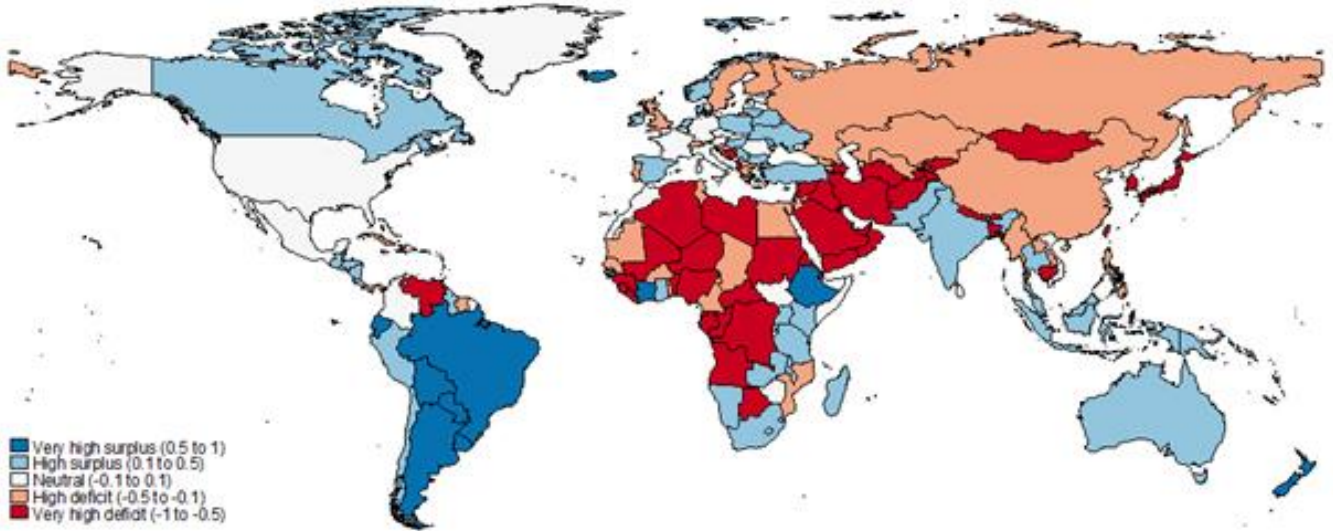 Very high surplus (0.5 to 1)
High surplus (0.1 to 0.5)
Neutral (-0.1 to 0.1)
High deficit (-0.5 to -0.1)
Very high deficit (-1 to -0.5)